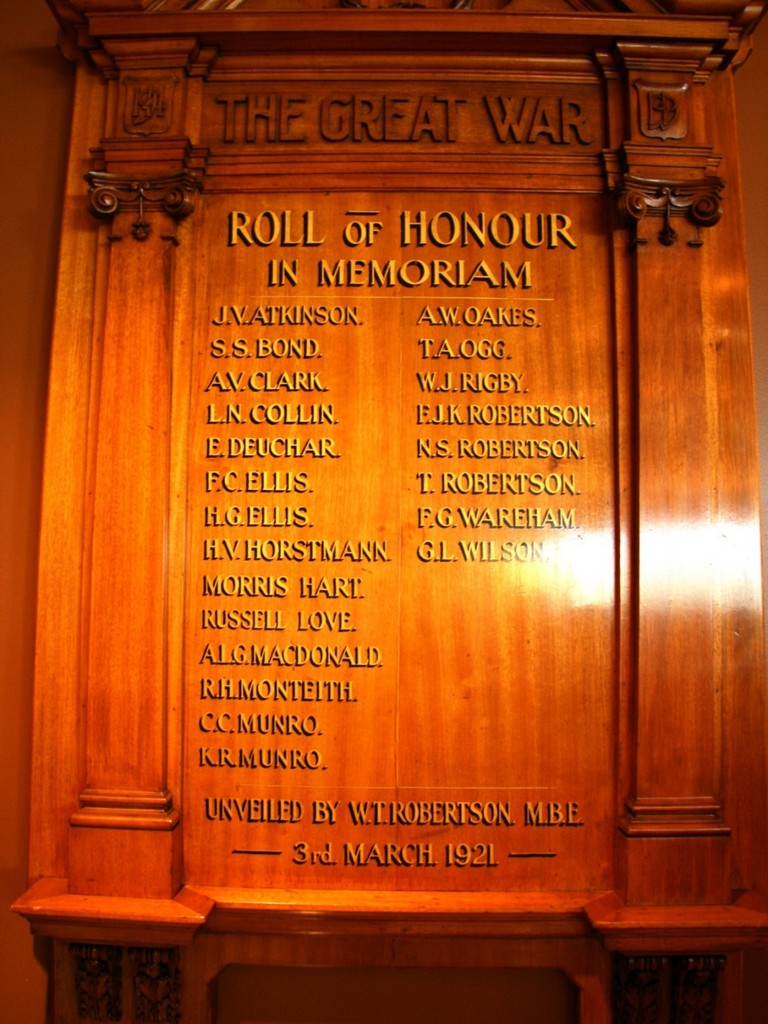 THE GREAT WAR
ROLL OF HONOUR
IN MEMORIAM
J.V. ATKINSON.
S.S. BOND.
A.V. CLARK.
L.N. COLLIN.
E. DEUCHAR.
F.C. ELLIS.
H.G. ELLIS.
H.V. HORSTMANN.
MORRIS HART.
RUSSELL LOVE.
A.L.G. MACDONALD.
R.H. MONTEITH.
C.C. MUNRO.
K.R. MUNRO.
A.W. OAKES.
T.A. OGG.
W.J. RIGBY.
F.J.K. ROBERTSON.
N.S. ROBERTSON.
T. ROBERTSON.
F.G. WAREHAM.
G.L. WILSON.
UNVEILED BY W.T. ROBERTSON. M.B.E.
3rd. MARCH. 1921.